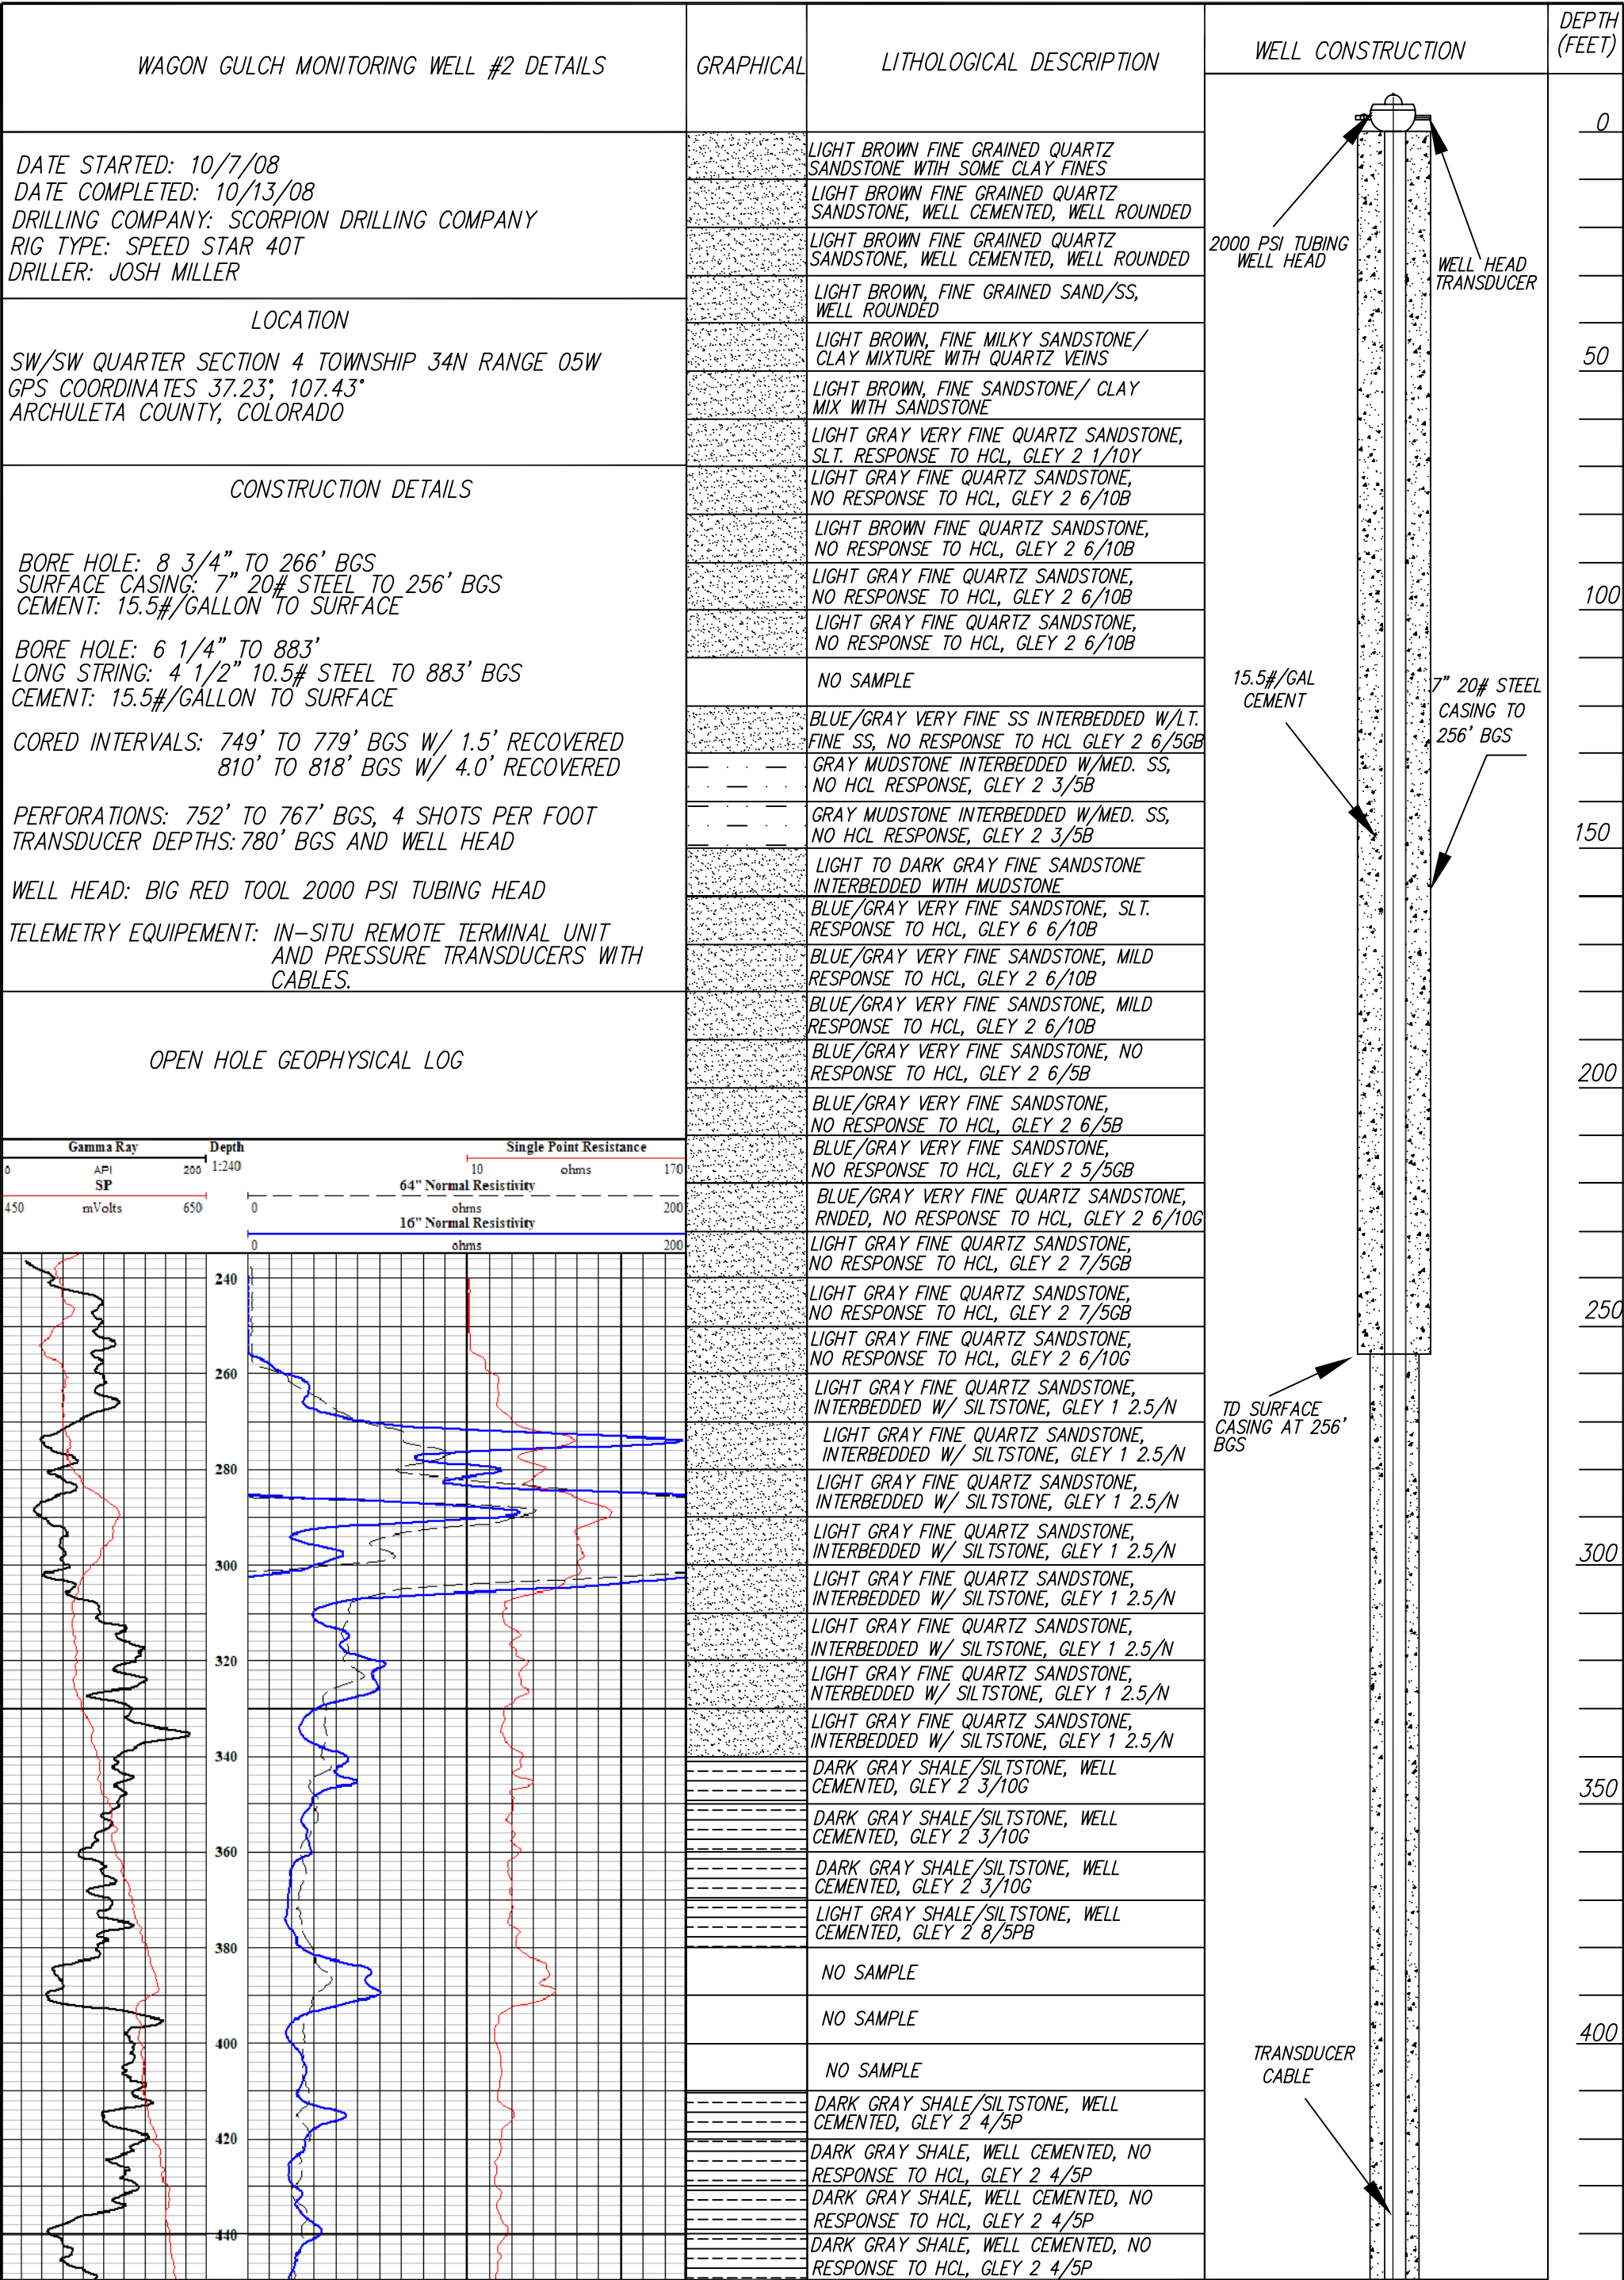 WAGON GULCH MONITORING WELL #2 DETAILS
GRAPHICAL
LITHOLOGICAL DESCRIPTION
WELL CONSTRUCTION
DEPTH
(FEET)
DATE STARTED: 10/7/08
DATE COMPLETED: 10/13/08
DRILLING COMPANY: SCORPION DRILLING COMPANY
RIG TYPE: SPEED STAR 40T
DRILLER: JOSH MILLER
LOCATION
SW/SW QUARTER SECTION 4 TOWNSHIP 34N RANGE 05W
GPS COORDINATES 37.23°, 107.43°
ARCHULETA COUNTY, COLORADO
CONSTRUCTION DETAILS
BORE HOLE: 8 3/4" TO 266' BGS
SURFACE CASING: 7" 20# STEEL TO 256' BGS
CEMENT: 15.5#/GALLON TO SURFACE
BORE HOLE: 6 1/4" TO 883'
LONG STRING: 4 1/2" 10.5# STEEL TO 883' BGS
CEMENT: 15.5#/GALLON TO SURFACE
CORED INTERVALS: 749' TO 779' BGS W/ 1.5' RECOVERED
810' TO 818' BGS W/ 4.0' RECOVERED
PERFORATIONS: 752' TO 767' BGS, 4 SHOTS PER FOOT
TRANSDUCER DEPTHS: 780' BGS AND WELL HEAD
WELL HEAD: BIG RED TOOL 2000 PSI TUBING HEAD
TELEMETRY EQUIPEMENT: IN-SITU REMOTE TERMINAL UNIT
AND PRESSURE TRANSDUCERS WITH
CABLES.
OPEN HOLE GEOPHYSICAL LOG
Gamma Ray
0 API 200
SP
450 mVolts 650
Depth
1:240
Single Point Resistance
10 ohms 170
64" Normal Resistivity
0 ohms 200
16" Normal Resistivity
0 ohms 200
240
260
280
300
320
340
360
380
400
420
440
LIGHT BROWN FINE GRAINED QUARTZ
SANDSTONE WTIH SOME CLAY FINES
LIGHT BROWN FINE GRAINED QUARTZ
SANDSTONE, WELL CEMENTED, WELL ROUNDED
LIGHT BROWN FINE GRAINED QUARTZ
SANDSTONE, WELL CEMENTED, WELL ROUNDED
LIGHT BROWN, FINE GRAINED SAND/SS,
WELL ROUNDED
LIGHT BROWN, FINE MILKY SANDSTONE/
CLAY MIXTURE WITH QUARTZ VEINS
LIGHT BROWN, FINE SANDSTONE/ CLAY
MIX WITH SANDSTONE
LIGHT GRAY VERY FINE QUARTZ SANDSTONE,
SLT. RESPONSE TO HCL, GLEY 2 1/10Y
LIGHT GRAY FINE QUARTZ SANDSTONE,
NO RESPONSE TO HCL, GLEY 2 6/10B
LIGHT BROWN FINE QUARTZ SANDSTONE,
NO RESPONSE TO HCL, GLEY 2 6/10B
LIGHT GRAY FINE QUARTZ SANDSTONE,
NO RESPONSE TO HCL, GLEY 2 6/10B
LIGHT GRAY FINE QUARTZ SANDSTONE,
NO RESPONSE TO HCL, GLEY 2 6/10B
NO SAMPLE
BLUE/GRAY VERY FINE SS INTERBEDDED W/LT.
FINE SS, NO RESPONSE TO HCL GLEY 2 6/5GB
GRAY MUDSTONE INTERBEDDED W/MED. SS,
NO HCL RESPONSE, GLEY 2 3/5B
GRAY MUDSTONE INTERBEDDED W/MED. SS,
NO HCL RESPONSE, GLEY 2 3/5B
LIGHT TO DARK GRAY FINE SANDSTONE
INTERBEDDED WTIH MUDSTONE
BLUE/GRAY VERY FINE SANDSTONE, SLT.
RESPONSE TO HCL, GLEY 6 6/10B
BLUE/GRAY VERY FINE SANDSTONE, MILD
RESPONSE TO HCL, GLEY 2 6/10B
BLUE/GRAY VERY FINE SANDSTONE, MILD
RESPONSE TO HCL, GLEY 2 6/10B
BLUE/GRAY VERY FINE SANDSTONE, NO
RESPONSE TO HCL, GLEY 2 6/5B
BLUE/GRAY VERY FINE SANDSTONE,
NO RESPONSE TO HCL, GLEY 2 6/5B
BLUE/GRAY VERY FINE SANDSTONE,
NO RESPONSE TO HCL, GLEY 2 5/5GB
BLUE/GRAY VERY FINE QUARTZ SANDSTONE,
RNDED, NO RESPONSE TO HCL, GLEY 2 6/10G
LIGHT GRAY FINE QUARTZ SANDSTONE,
NO RESPONSE TO HCL, GLEY 2 7/5GB
LIGHT GRAY FINE QUARTZ SANDSTONE,
NO RESPONSE TO HCL, GLEY 2 7/5GB
LIGHT GRAY FINE QUARTZ SANDSTONE,
NO RESPONSE TO HCL, GLEY 2 6/10G
LIGHT GRAY FINE QUARTZ SANDSTONE,
INTERBEDDED W/ SILTSTONE, GLEY 1 2.5/N
LIGHT GRAY FINE QUARTZ SANDSTONE,
INTERBEDDED W/ SILTSTONE, GLEY 1 2.5/N
LIGHT GRAY FINE QUARTZ SANDSTONE,
INTERBEDDED W/ SILTSTONE, GLEY 1 2.5/N
LIGHT GRAY FINE QUARTZ SANDSTONE,
INTERBEDDED W/ SILTSTONE, GLEY 1 2.5/N
LIGHT GRAY FINE QUARTZ SANDSTONE,
INTERBEDDED W/ SILTSTONE, GLEY 1 2.5/N
LIGHT GRAY FINE QUARTZ SANDSTONE,
INTERBEDDED W/ SILTSTONE, GLEY 1 2.5/N
LIGHT GRAY FINE QUARTZ SANDSTONE,
NTERBEDDED W/ SILTSTONE, GLEY 1 2.5/N
LIGHT GRAY FINE QUARTZ SANDSTONE,
INTERBEDDED W/ SILTSTONE, GLEY 1 2.5/N
DARK GRAY SHALE/SILTSTONE, WELL
CEMENTED, GLEY 2 3/10G
DARK GRAY SHALE/SILTSTONE, WELL
CEMENTED, GLEY 2 3/10G
DARK GRAY SHALE/SILTSTONE, WELL
CEMENTED, GLEY 2 3/10G
LIGHT GRAY SHALE/SILTSTONE, WELL
CEMENTED, GLEY 2 8/5PB
NO SAMPLE
NO SAMPLE
NO SAMPLE
DARK GRAY SHALE/SILTSTONE, WELL
CEMENTED, GLEY 2 4/5P
DARK GRAY SHALE, WELL CEMENTED, NO
RESPONSE TO HCL, GLEY 2 4/5P
DARK GRAY SHALE, WELL CEMENTED, NO
RESPONSE TO HCL, GLEY 2 4/5P
DARK GRAY SHALE, WELL CEMENTED, NO
RESPONSE TO HCL, GLEY 2 4/5P
2000 PSI TUBING
WELL HEAD
WELL HEAD
TRANSDUCER
15.5#/GAL
CEMENT
7" 20# STEEL
CASING TO
256' BGS
TD SURFACE
CASING AT 256'
BGS
TRANSDUCER
CABLE
0
50
100
150
200
250
300
350
400